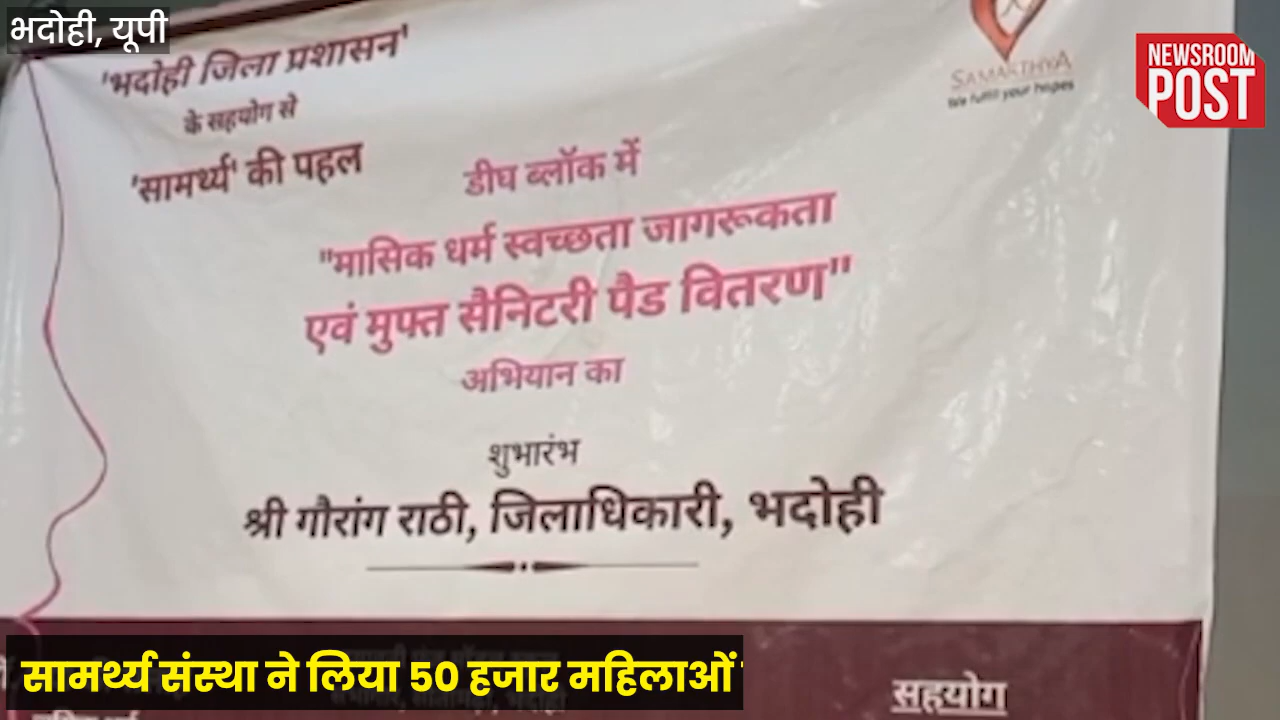 भदोही, यूपी
'भदोही जिला प्रशासन'
के सहयोग से
'सामर्थ्य' की पहल
SAMARTHYA
We fulfill your hopes
NEWSROOM
POST
डीघ ब्लॉक में
"मासिक धर्म स्वच्छता जागरूकता
एवं मुफ्त सैनिटरी पैड वितरण"
अभियान का
शुभारंभ
श्री गौरांग राठी, जिलाधिकारी, भदोही
सामर्थ्य संस्था ने लिया 50 हजार महिलाओं
सहयोग